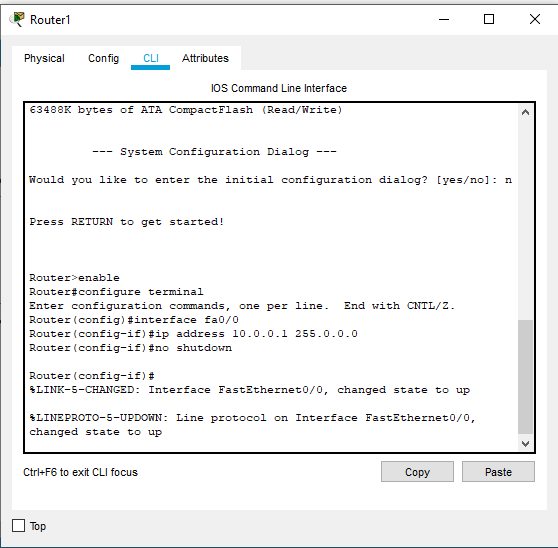 Router1
Physical Config CLI Attributes
IOS Command Line Interface
63488K bytes of ATA CompactFlash (Read/Write)
--- System Configuration Dialog ---
Would you like to enter the initial configuration dialog? [yes/no]: n
Press RETURN to get started!
Router>enable
Router#configure terminal
Enter configuration commands, one per line. End with CNTL/Z.
Router(config)#interface fa0/0
Router(config-if)#ip address 10.0.0.1 255.0.0.0
Router(config-if)#no shutdown
Router(config-if)#
%LINK-5-CHANGED: Interface FastEthernet0/0, changed state to up
%LINEPROTO-5-UPDOWN: Line protocol on Interface FastEthernet0/0,
changed state to up
Ctrl+F6 to exit CLI focus
Copy Paste
Top